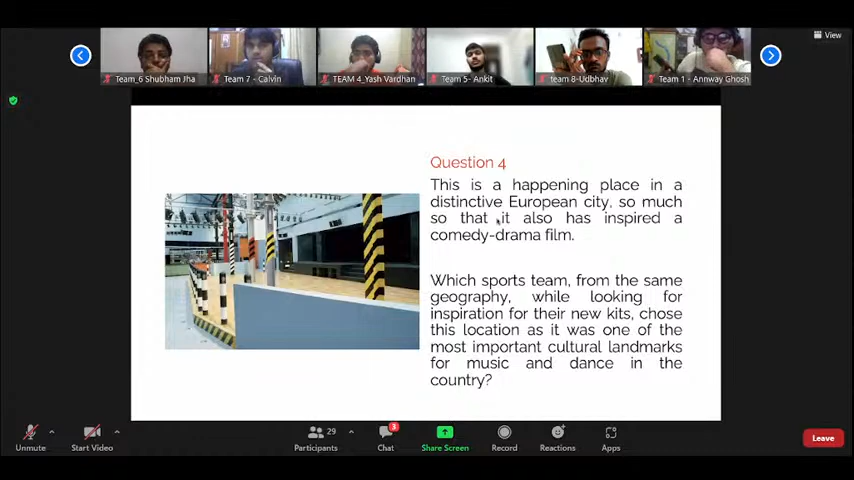 View
Team_6 Shubham Jha
Team 7 - Calvin
TEAM 4_Yash Vardhan
Team 5- Ankit
team 8-Udbhav
Team 1 - Annway Ghosh
Question 4
This is a happening place in a
distinctive European city, so much
so that it also has inspired a
comedy-drama film.
Which sports team, from the same
geography, while looking for
inspiration for their new kits, chose
this location as it was one of the
most important cultural landmarks
for music and dance in the
country?
Unmute
Start Video
29
Participants
3
Chat
Share Screen
Record
Reactions
Apps
Leave